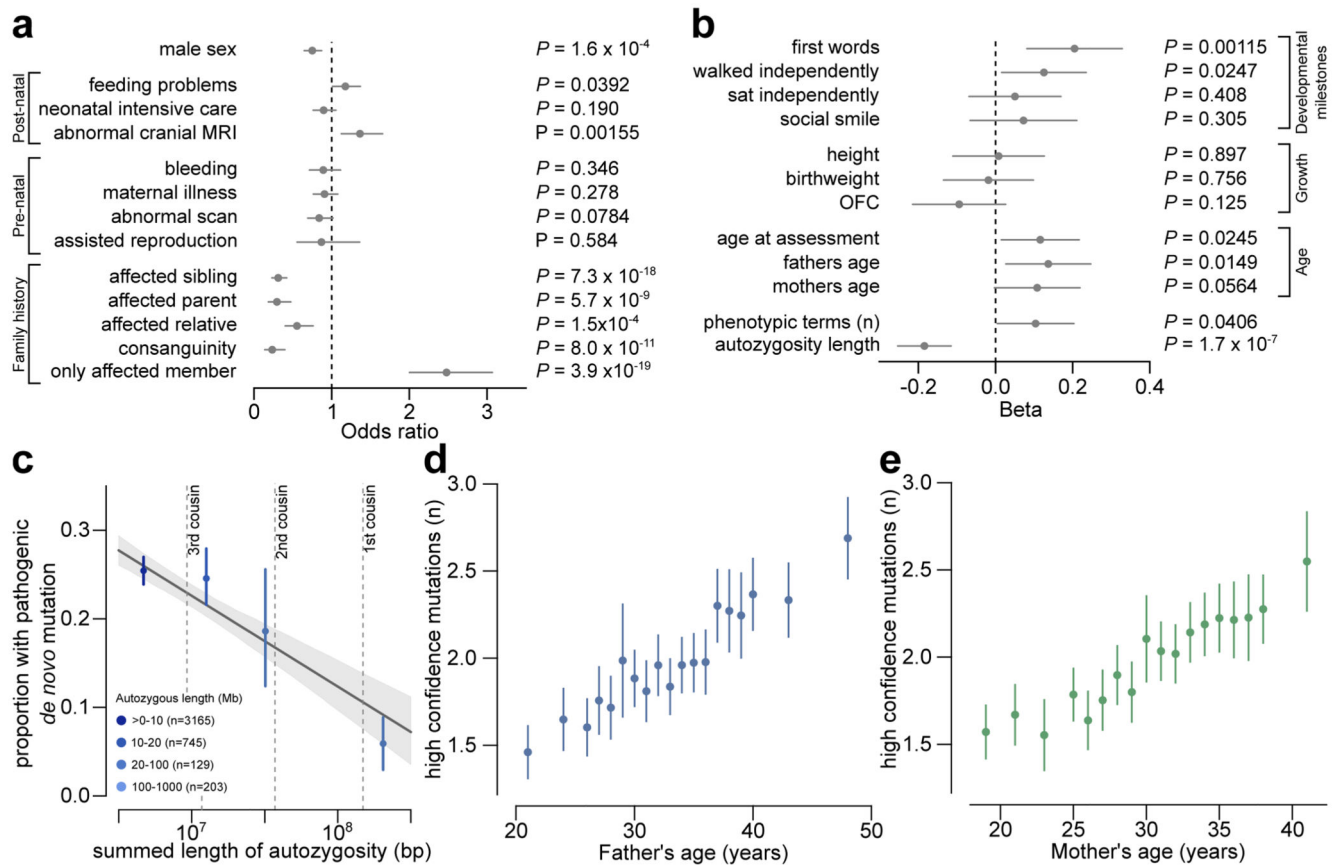 a
male sex P = 1.6 x 10-4
Post-natal
feeding problems P = 0.0392
neonatal intensive care P = 0.190
abnormal cranial MRI P = 0.00155
Pre-natal
bleeding P = 0.346
maternal illness P = 0.278
abnormal scan P = 0.0784
assisted reproduction P = 0.584
Family history
affected sibling P = 7.3 x 10-18
affected parent P = 5.7 x 10-9
affected relative P = 1.5x10-4
consanguinity P = 8.0 x 10-11
only affected member P = 3.9 x10-19
0 1 2 3
Odds ratio
b
first words P = 0.00115
walked independently P = 0.0247
sat independently P = 0.408
social smile P = 0.305
Developmental
milestones
height P = 0.897
birthweight P = 0.756
OFC P = 0.125
Growth
age at assessment P = 0.0245
fathers age P = 0.0149
mothers age P = 0.0564
Age
phenotypic terms (n) P = 0.0406
autozygosity length P = 1.7 x 10-7
-0.2 0.0 0.2 0.4
Beta
c
proportion with pathogenic
de novo mutation
0.3
0.2
0.1
0.0
3rd cousin
2nd cousin
1st cousin
Autozygous length (Mb)
>0-10 (n=3165)
10-20 (n=745)
20-100 (n=129)
100-1000 (n=203)
107 108
summed length of autozygosity (bp)
d
high confidence mutations (n)
3.0
2.5
2.0
1.5
20 30 40 50
Father's age (years)
e
high confidence mutations (n)
3.0
2.5
2.0
1.5
20 25 30 35 40
Mother's age (years)